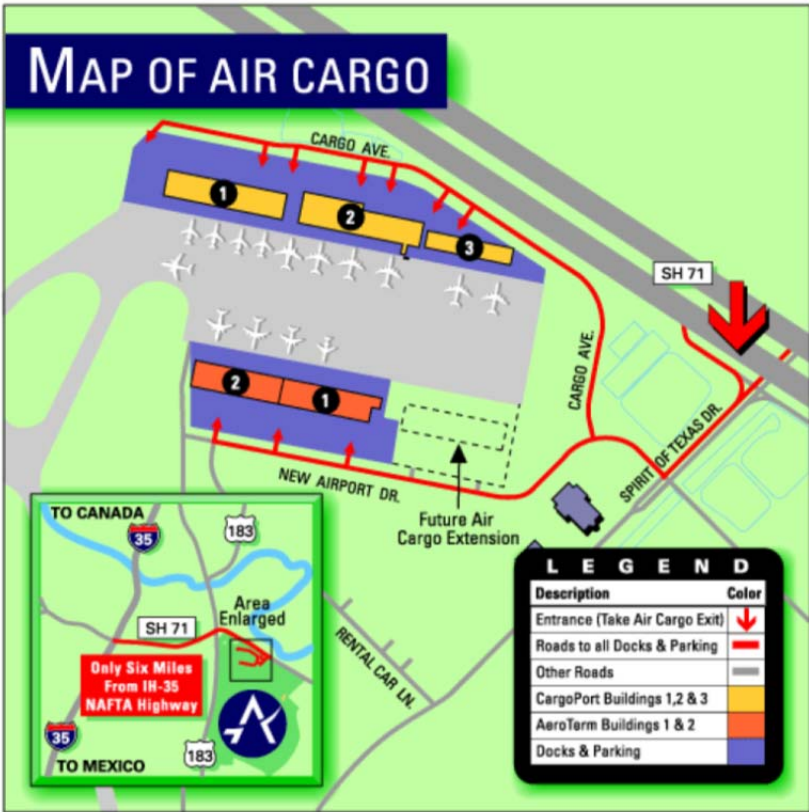 MAP OF AIR CARGO
CARGO AVE.
1
2
3
SH 71
CARGO AVE.
2
1
SPIRIT OF TEXAS DR.
NEW AIRPORT DR.
Future Air
Cargo Extension
TO CANADA
35
183
Area
Enlarged
SH 71
Only Six Miles
From IH-35
NAFTA Highway
35
183
TO MEXICO
RENTAL CAR LN.
LEGEND
Description Color
Entrance (Take Air Cargo Exit)
Roads to all Docks & Parking
Other Roads
CargoPort Buildings 1,2 & 3
AeroTerm Buildings 1 & 2
Docks & Parking